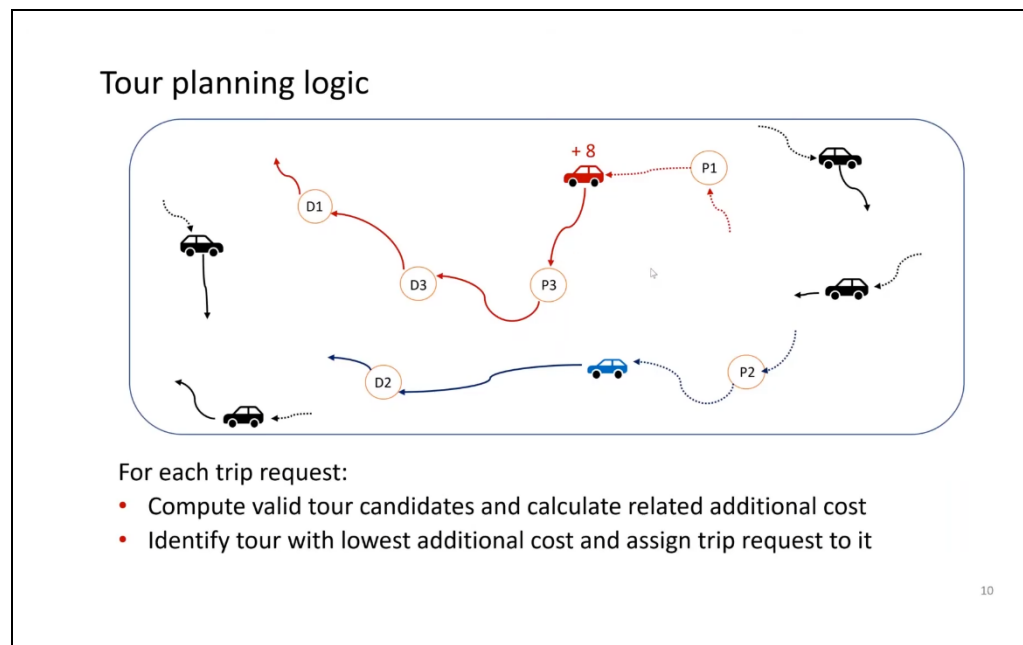 Tour planning logic
+ 8
P1
D1
D3
P3
D2
P2
For each trip request:
• Compute valid tour candidates and calculate related additional cost
• Identify tour with lowest additional cost and assign trip request to it
10